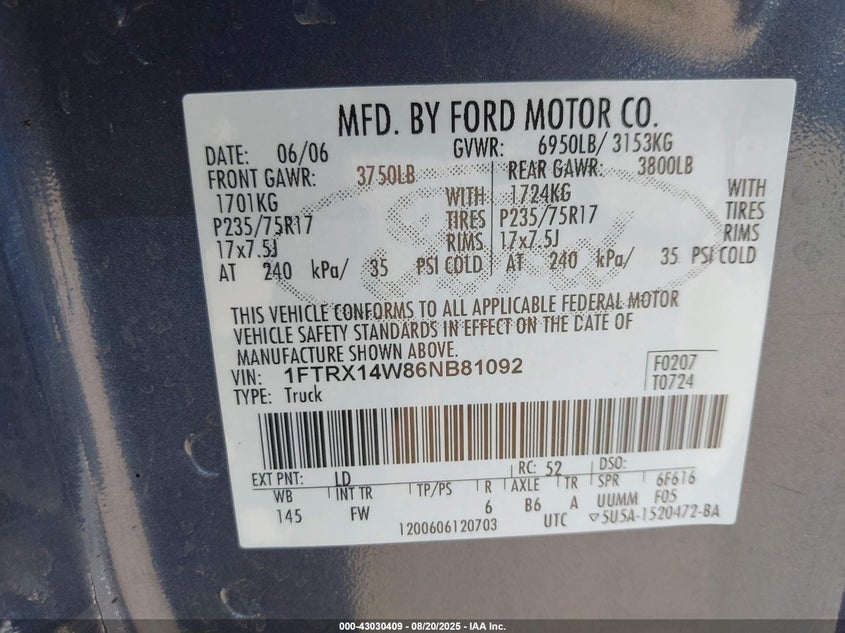 MFD. BY FORD MOTOR CO.
DATE: 06/06 GVWR: 6950LB/ 3153KG
FRONT GAWR: 3750LB REAR GAWR: 3800LB
1701KG WITH 1724KG WITH
P235/75R17 TIRES P235/75R17 TIRES
17x7.5J RIMS 17x7.5J RIMS
AT 240 kPa/ 35 PSI COLD AT 240 kPa/ 35 PSI COLD
THIS VEHICLE CONFORMS TO ALL APPLICABLE FEDERAL MOTOR
VEHICLE SAFETY STANDARDS IN EFFECT ON THE DATE OF
MANUFACTURE SHOWN ABOVE.
VIN: 1FTRX14W86NB81092 F0207
TYPE: Truck T0724
EXT PNT: LD RC: 52 DSO:
WB INT TR TP/PS R AXLE TR SPR 6F616
145 FW 6 B6 A UUMM F05
1200606120703 UTC ▽5U5A-1520472-BA
Ford
000-43030409 - 08/20/2025 - IAA Inc.